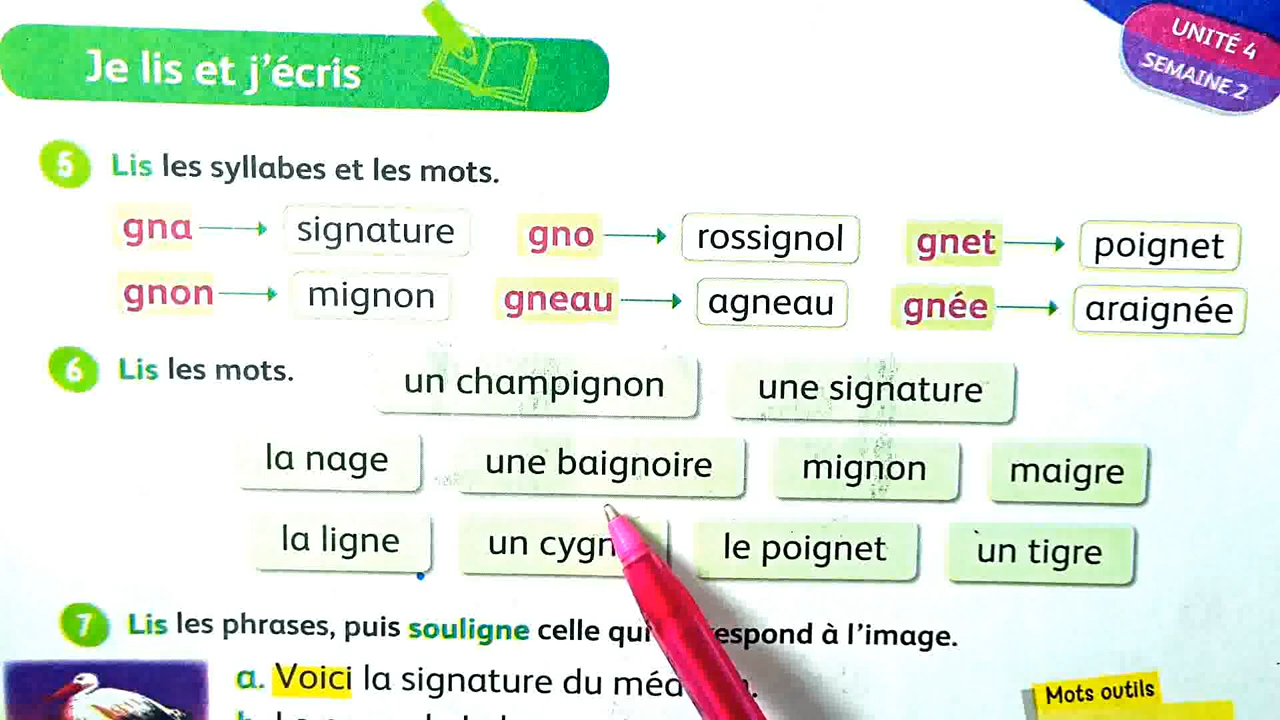 Je lis et j'écris
UNITÉ 4
SEMAINE 2
5 Lis les syllabes et les mots.
gna signature gno rossignol gnet poignet
gnon mignon gneau agneau gnée araignée
6 Lis les mots.
un champignon une signature
la nage une baignoire mignon maigre
la ligne un le poignet un tigre
7 Lis les phrases, puis souligne celle qui à l'image.
a. Voici la signature du
Mots outils